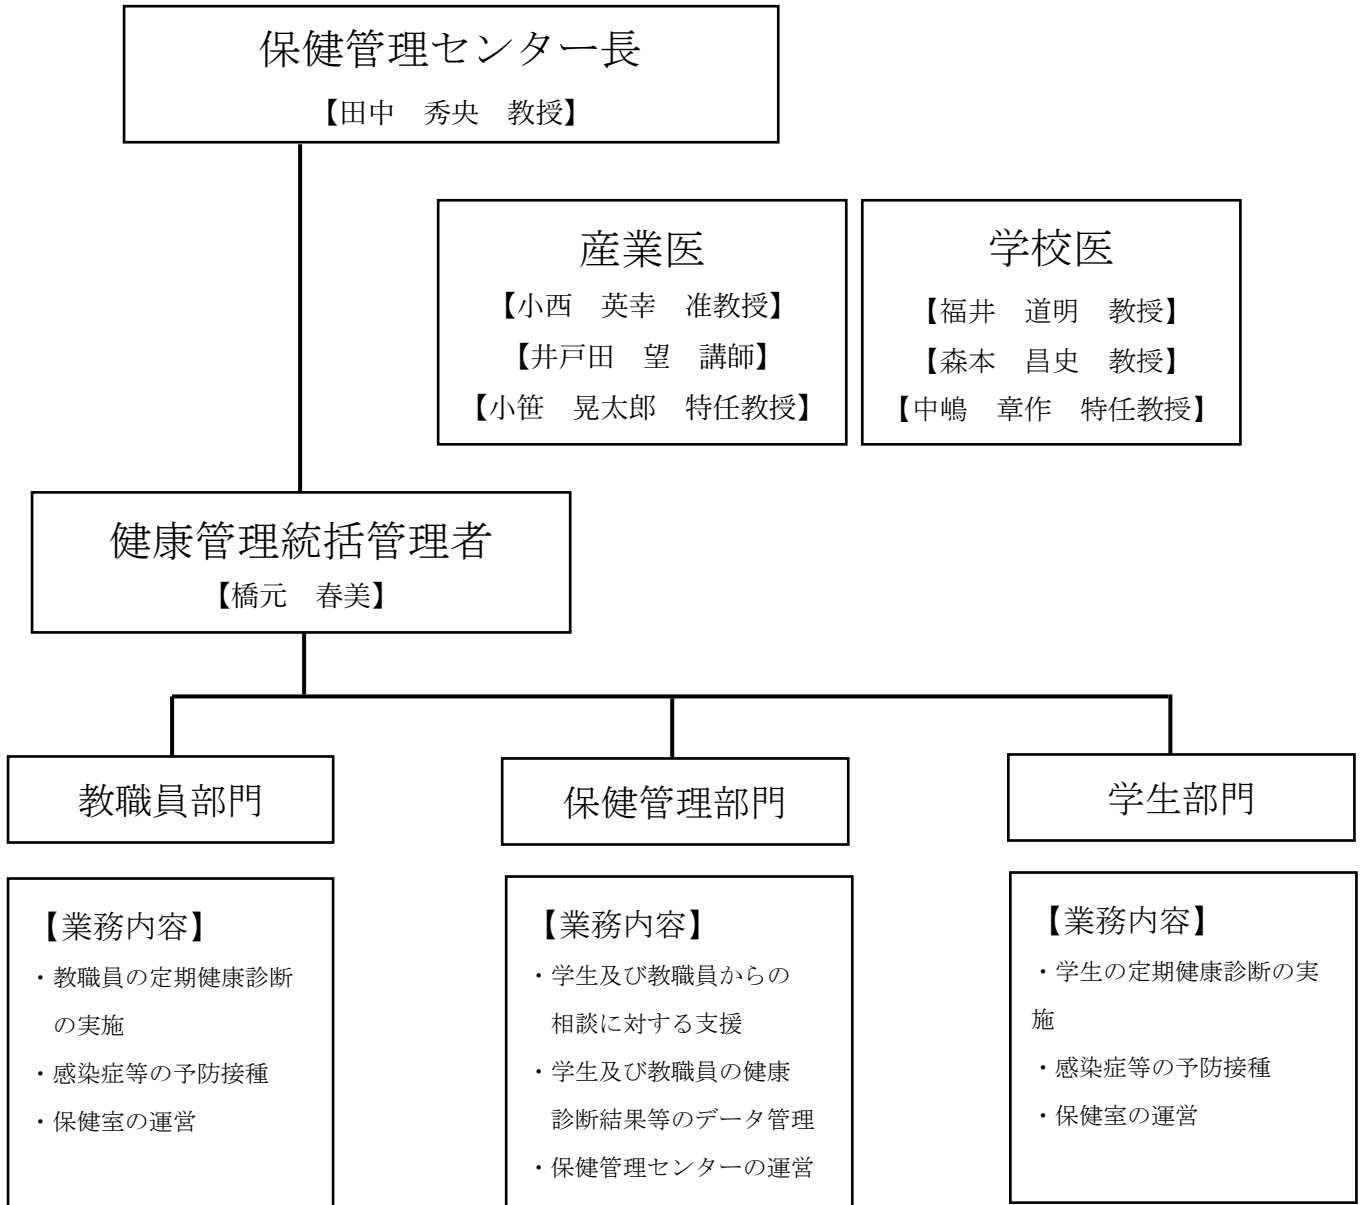 保健管理センター長
【田中　秀央　教授】
産業医
【小西　英幸　准教授】
【井戸田　望　講師】
【小笹　晃太郎　特任教授】
学校医
【福井　道明　教授】
【森本　昌史　教授】
【中嶋　章作　特任教授】
健康管理統括管理者
【橋元　春美】
教職員部門
保健管理部門
学生部門
【業務内容】
・教職員の定期健康診断
の実施
・感染症等の予防接種
・保健室の運営
【業務内容】
・学生及び教職員からの
相談に対する支援
・学生及び教職員の健康
診断結果等のデータ管理
・保健管理センターの運営
【業務内容】
・学生の定期健康診断の実
施
・感染症等の予防接種
・保健室の運営